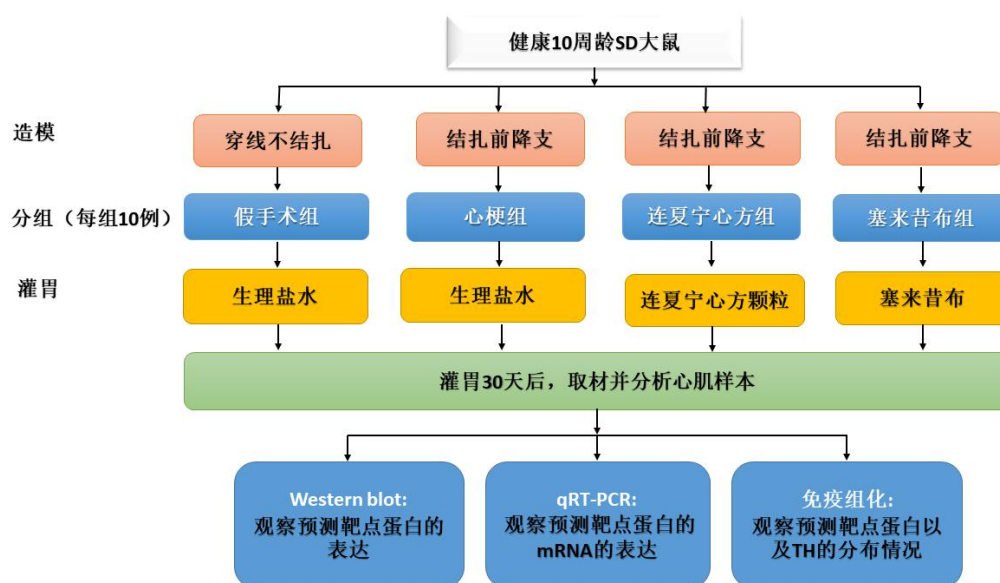 健康10周龄SD大鼠
造模
穿线不结扎
结扎前降支
结扎前降支
结扎前降支
分组（每组10例）
假手术组
心梗组
连夏宁心方组
塞来昔布组
灌胃
生理盐水
生理盐水
连夏宁心方颗粒
塞来昔布
灌胃30天后，取材并分析心肌样本
Western blot:
观察预测靶点蛋白的
表达
qRT-PCR:
观察预测靶点蛋白的
mRNA的表达
免疫组化:
观察预测靶点蛋白以
及TH的分布情况